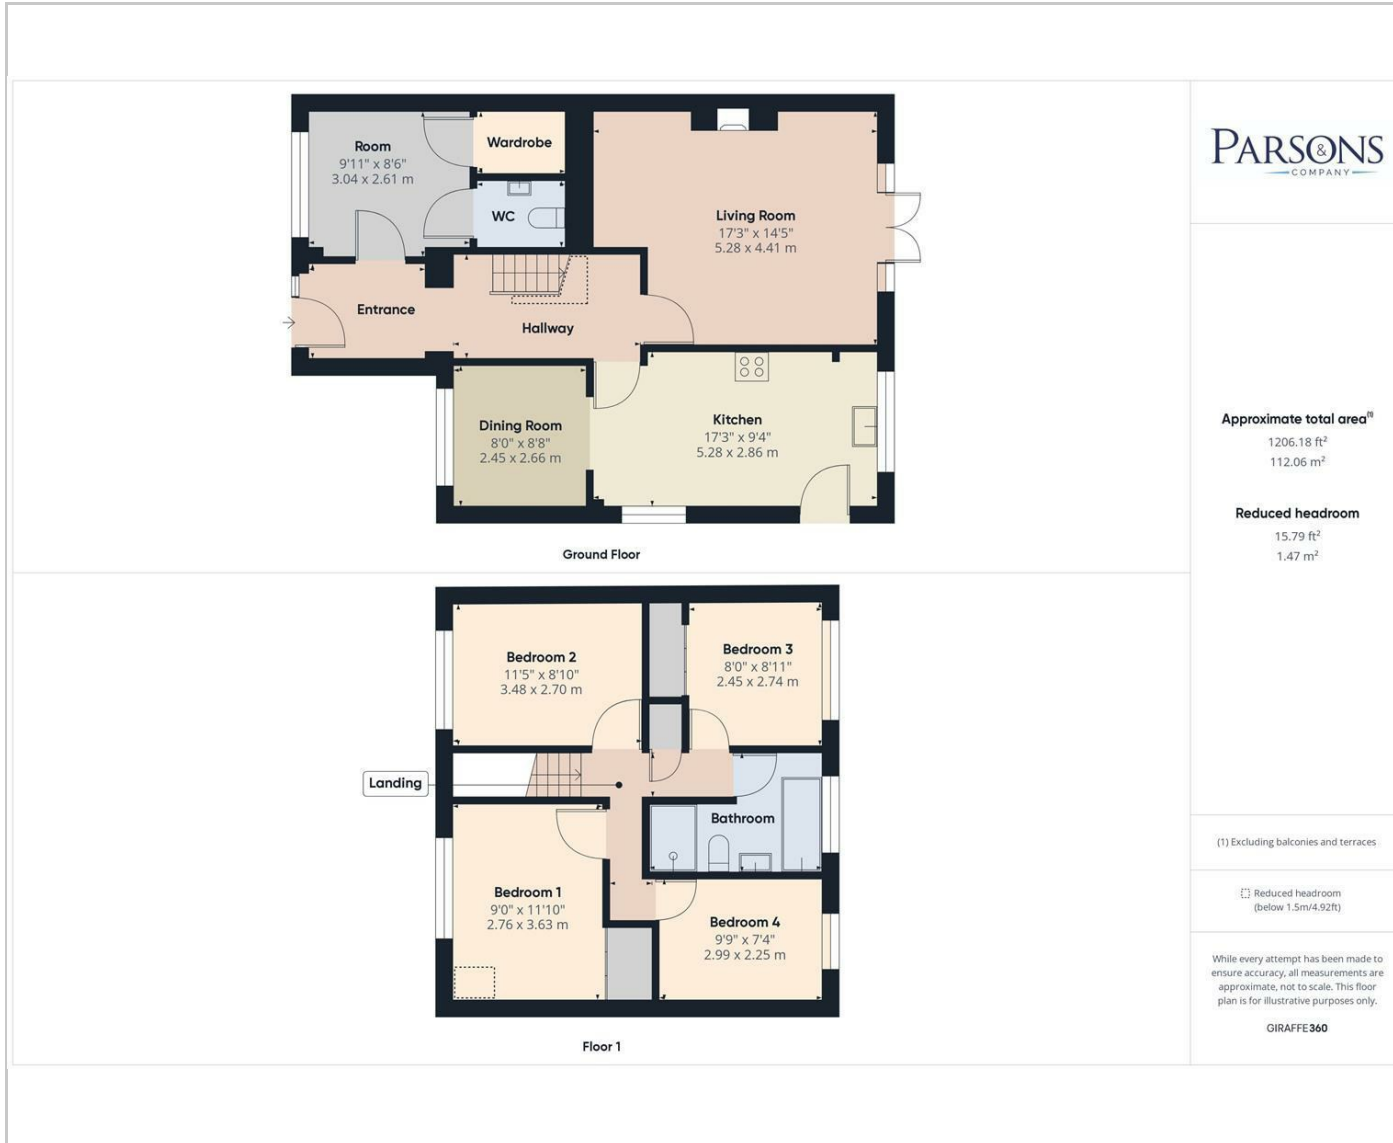 Room
9'11" x 8'6"
3.04 x 2.61 m
Wardrobe
WC
Living Room
17'3" x 14'5"
5.28 x 4.41 m
Entrance
Hallway
Dining Room
8'0" x 8'8"
2.45 x 2.66 m
Kitchen
17'3" x 9'4"
5.28 x 2.86 m
Ground Floor
Bedroom 2
11'5" x 8'10"
3.48 x 2.70 m
Bedroom 3
8'0" x 8'11"
2.45 x 2.74 m
Landing
Bathroom
Bedroom 1
9'0" x 11'10"
2.76 x 3.63 m
Bedroom 4
9'9" x 7'4"
2.99 x 2.25 m
Floor 1
PARSONS &
COMPANY
Approximate total area⁽¹⁾
1206.18 ft²
112.06 m²
Reduced headroom
15.79 ft²
1.47 m²
(1) Excluding balconies and terraces
Reduced headroom
(below 1.5m/4.92ft)
While every attempt has been made to
ensure accuracy, all measurements are
approximate, not to scale. This floor
plan is for illustrative purposes only.
GIRAFFE360